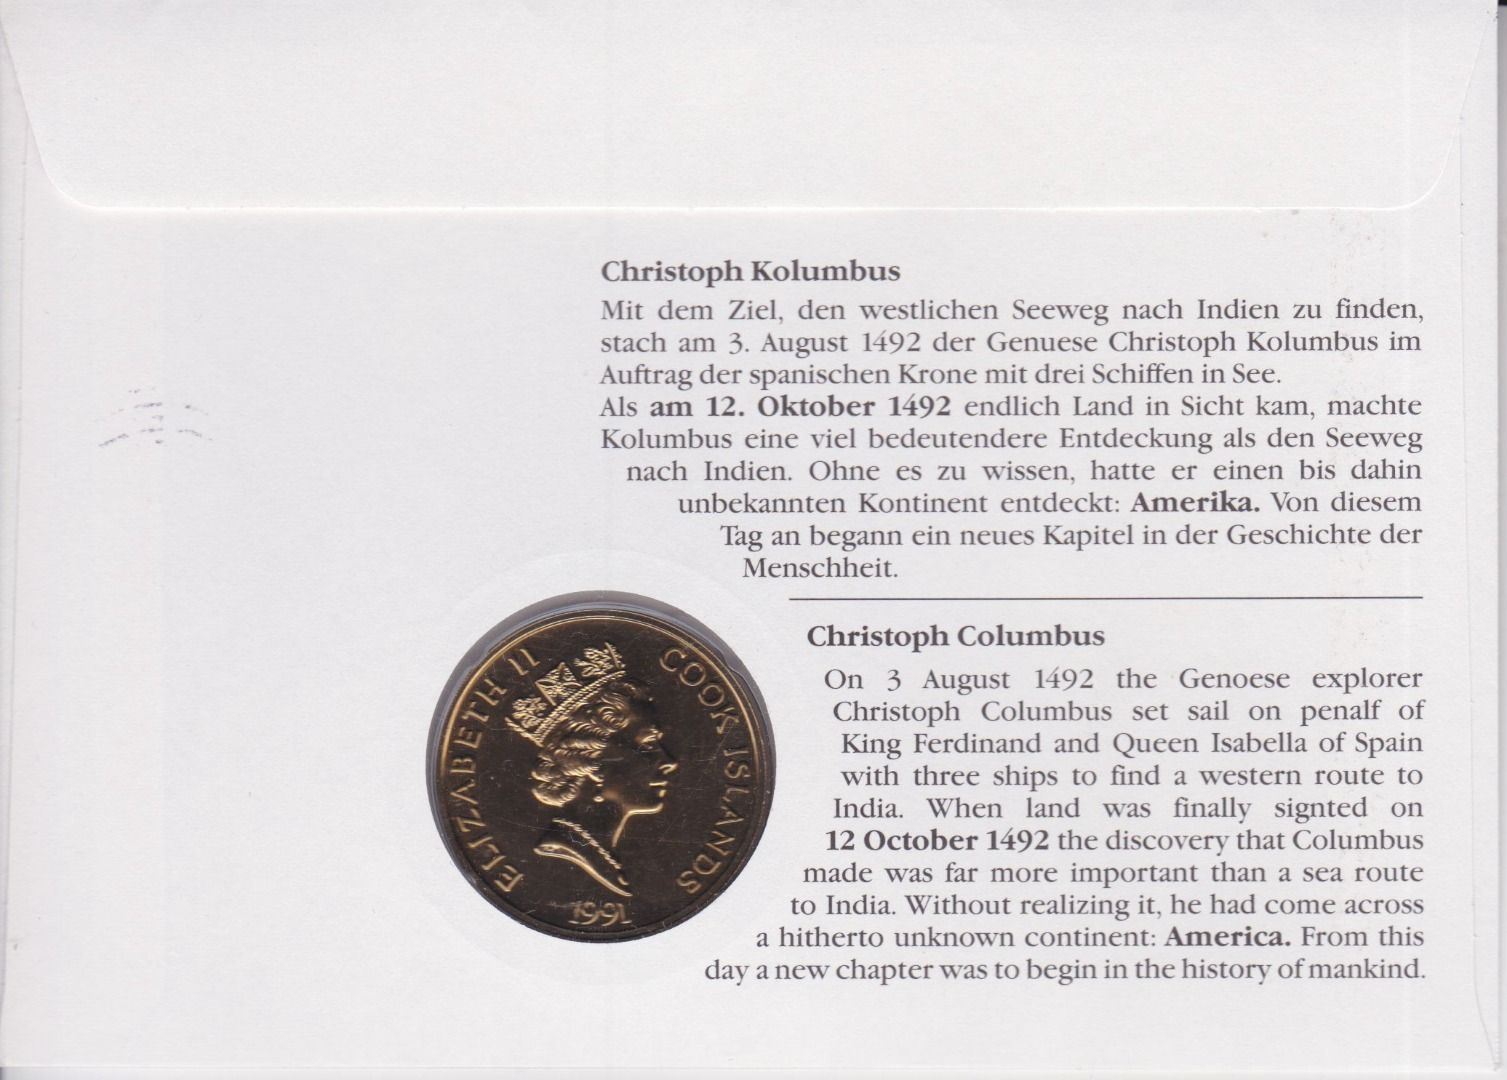 Christoph Kolumbus
Mit dem Ziel, den westlichen Seeweg nach Indien zu finden,
stach am 3. August 1492 der Genuese Christoph Kolumbus im
Auftrag der spanischen Krone mit drei Schiffen in See.
Als am 12. Oktober 1492 endlich Land in Sicht kam, machte
Kolumbus eine viel bedeutendere Entdeckung als den Seeweg
nach Indien. Ohne es zu wissen, hatte er einen bis dahin
unbekannten Kontinent entdeckt: Amerika. Von diesem
Tag an begann ein neues Kapitel in der Geschichte der
Menschheit.
Christoph Columbus
On 3 August 1492 the Genoese explorer
Christoph Columbus set sail on penalf of
King Ferdinand and Queen Isabella of Spain
with three ships to find a western route to
India. When land was finally signted on
12 October 1492 the discovery that Columbus
made was far more important than a sea route
to India. Without realizing it, he had come across
a hitherto unknown continent: America. From this
day a new chapter was to begin in the history of mankind.
ELIZABETH II
COOK ISLANDS
1991